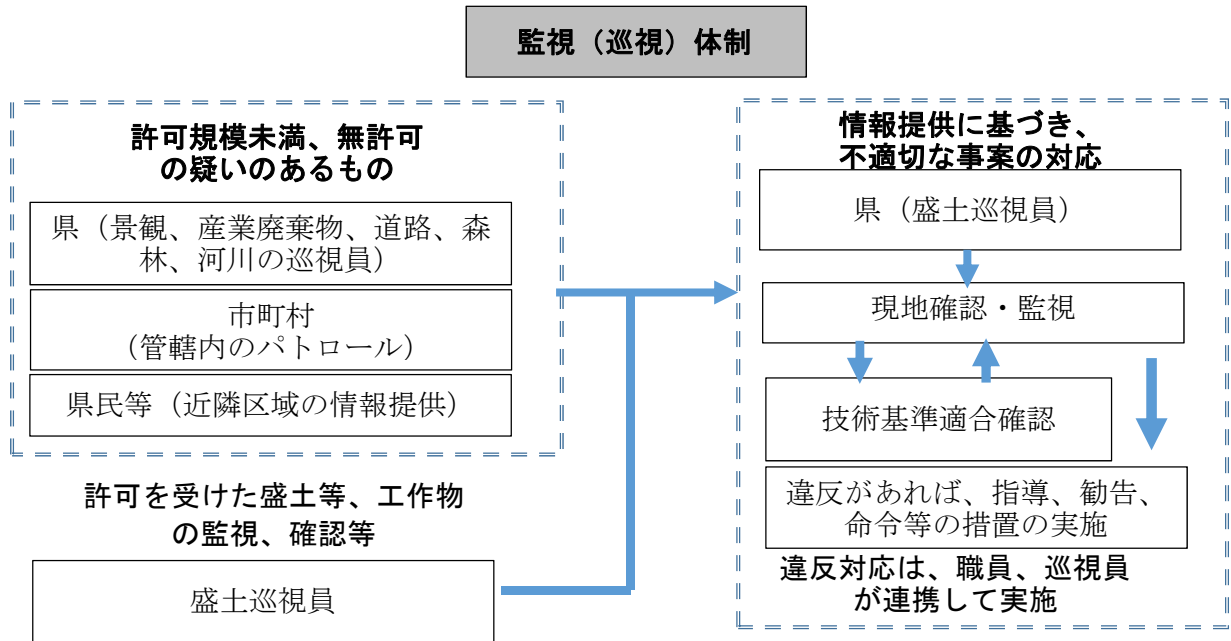 監視（巡視）体制
許可規模未満、無許可
の疑いのあるもの
県（景観、産業廃棄物、道路、森
林、河川の巡視員）
市町村
（管轄内のパトロール）
県民等（近隣区域の情報提供）
許可を受けた盛土等、工作物
の監視、確認等
盛土巡視員
情報提供に基づき、
不適切な事案の対応
県（盛土巡視員）
現地確認・監視
技術基準適合確認
違反があれば、指導、勧告、
命令等の措置の実施
違反対応は、職員、巡視員
が連携して実施